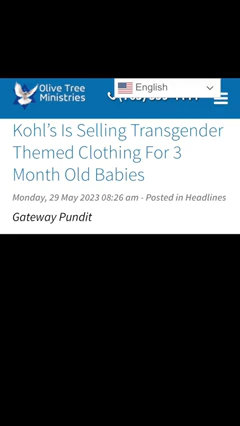 Olive Tree
Ministries
English
Kohl's Is Selling Transgender
Themed Clothing For 3
Month Old Babies
Monday, 29 May 2023 08:26 am - Posted in Headlines
Gateway Pundit